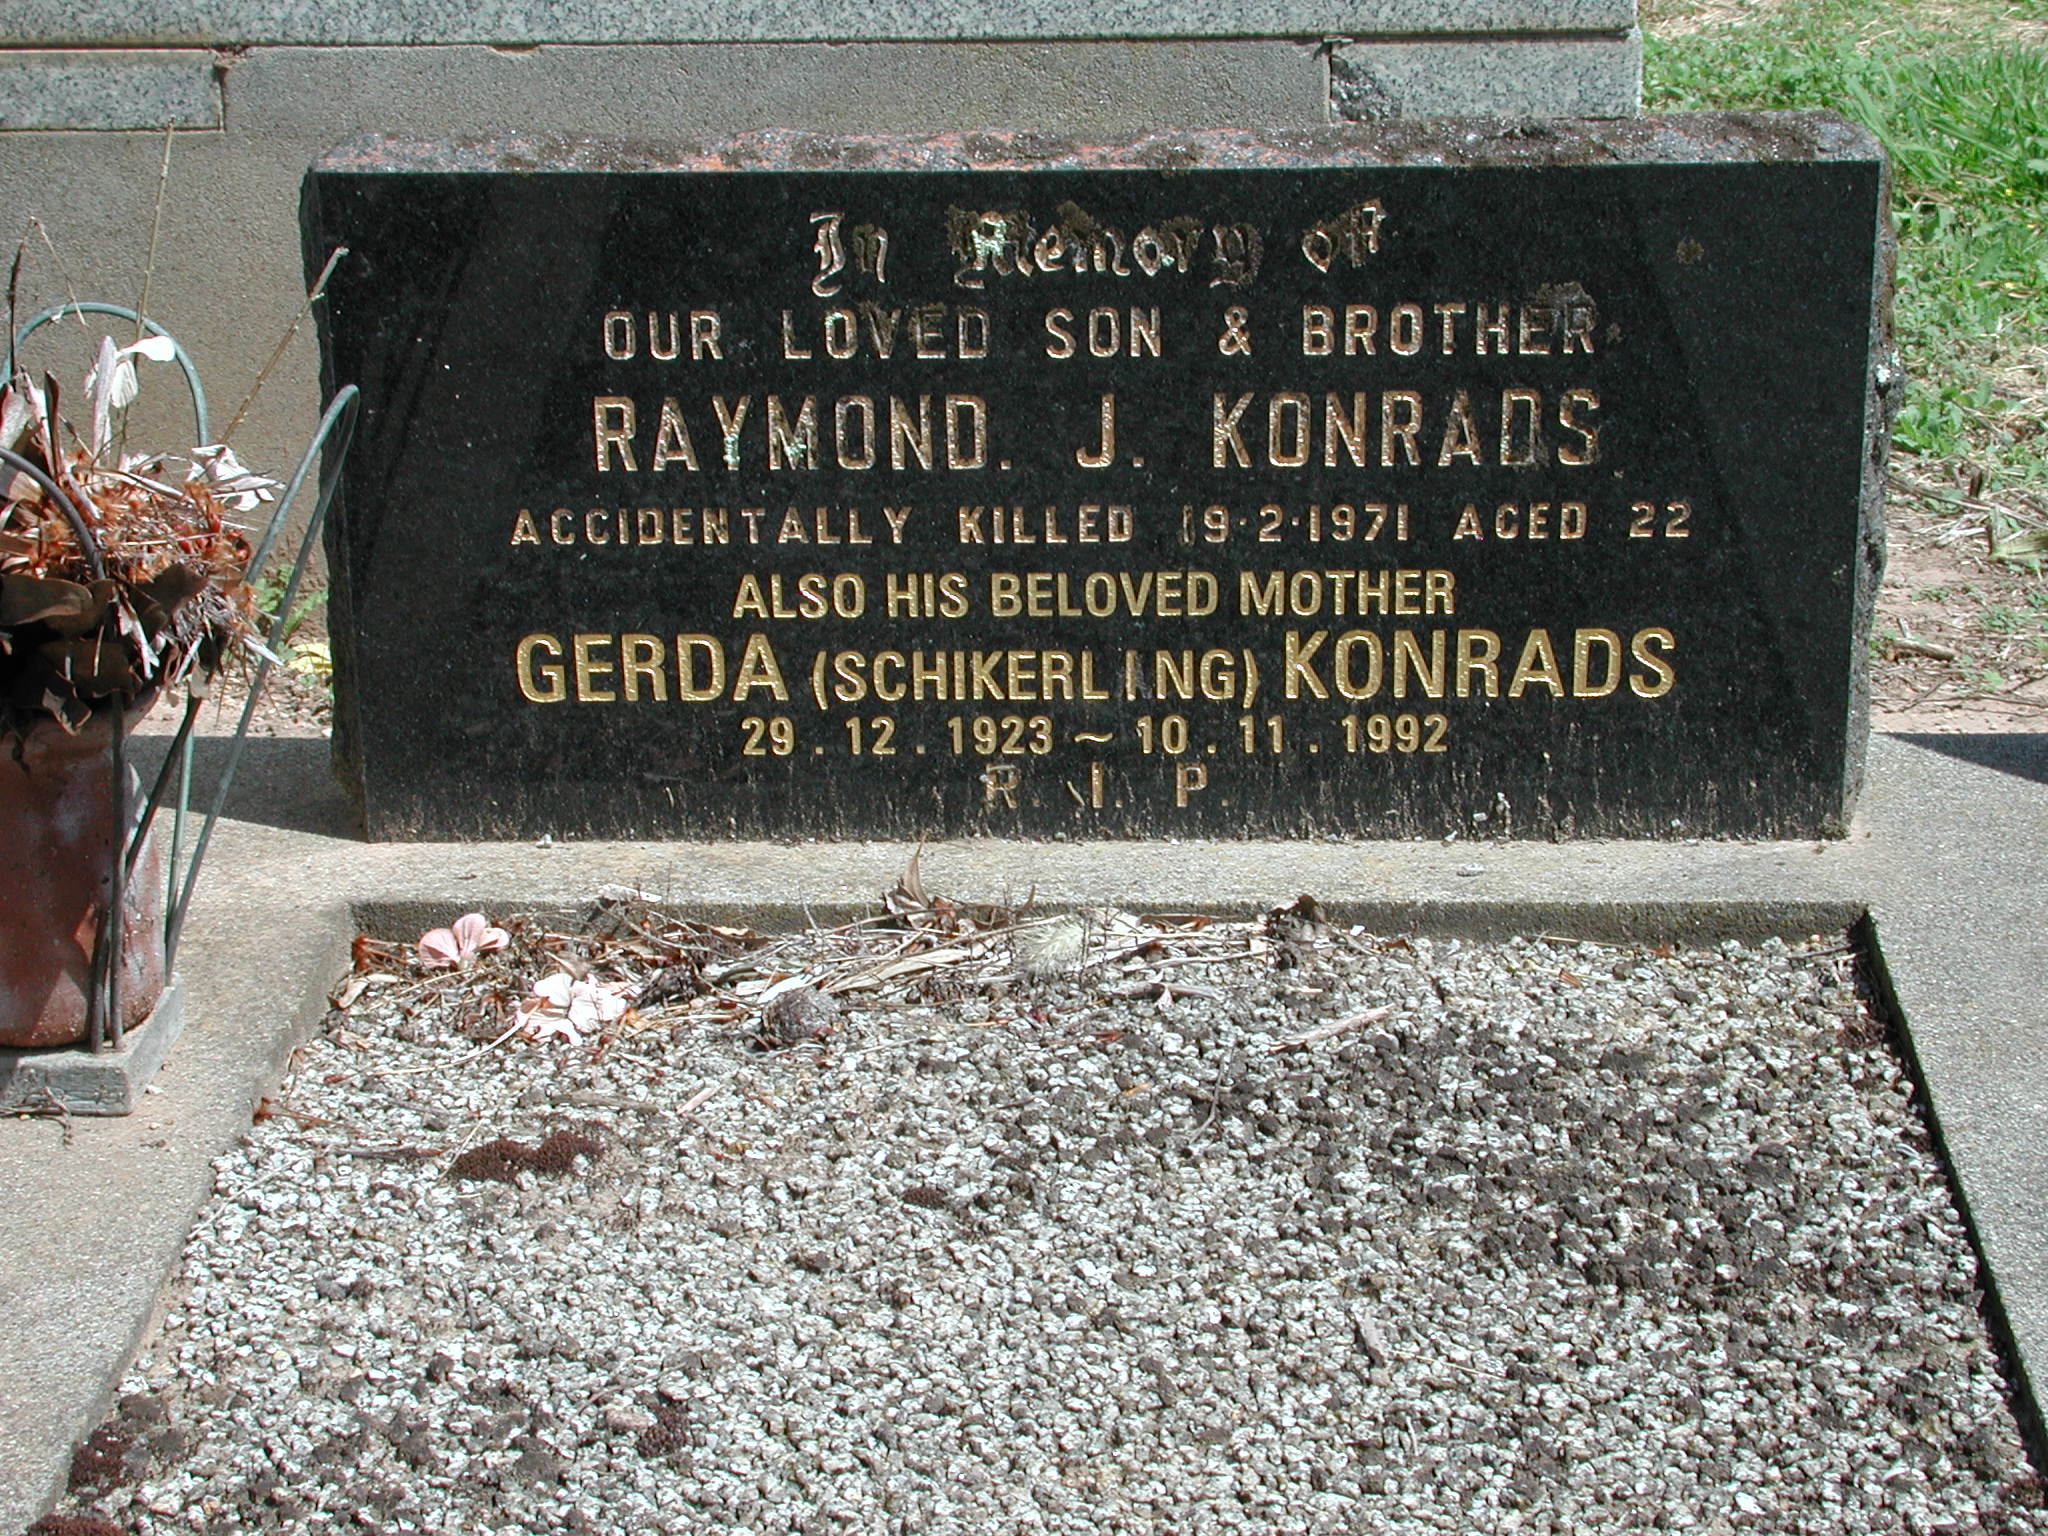 In Memory of
OUR LOVED SON & BROTHER
RAYMOND. J. KONRADS
ACCIDENTALLY KILLED 19·2·1971 AGED 22
ALSO HIS BELOVED MOTHER
GERDA (SCHIKERLING) KONRADS
29 . 12 . 1923 ~ 10 . 11 . 1992
R. I. P.